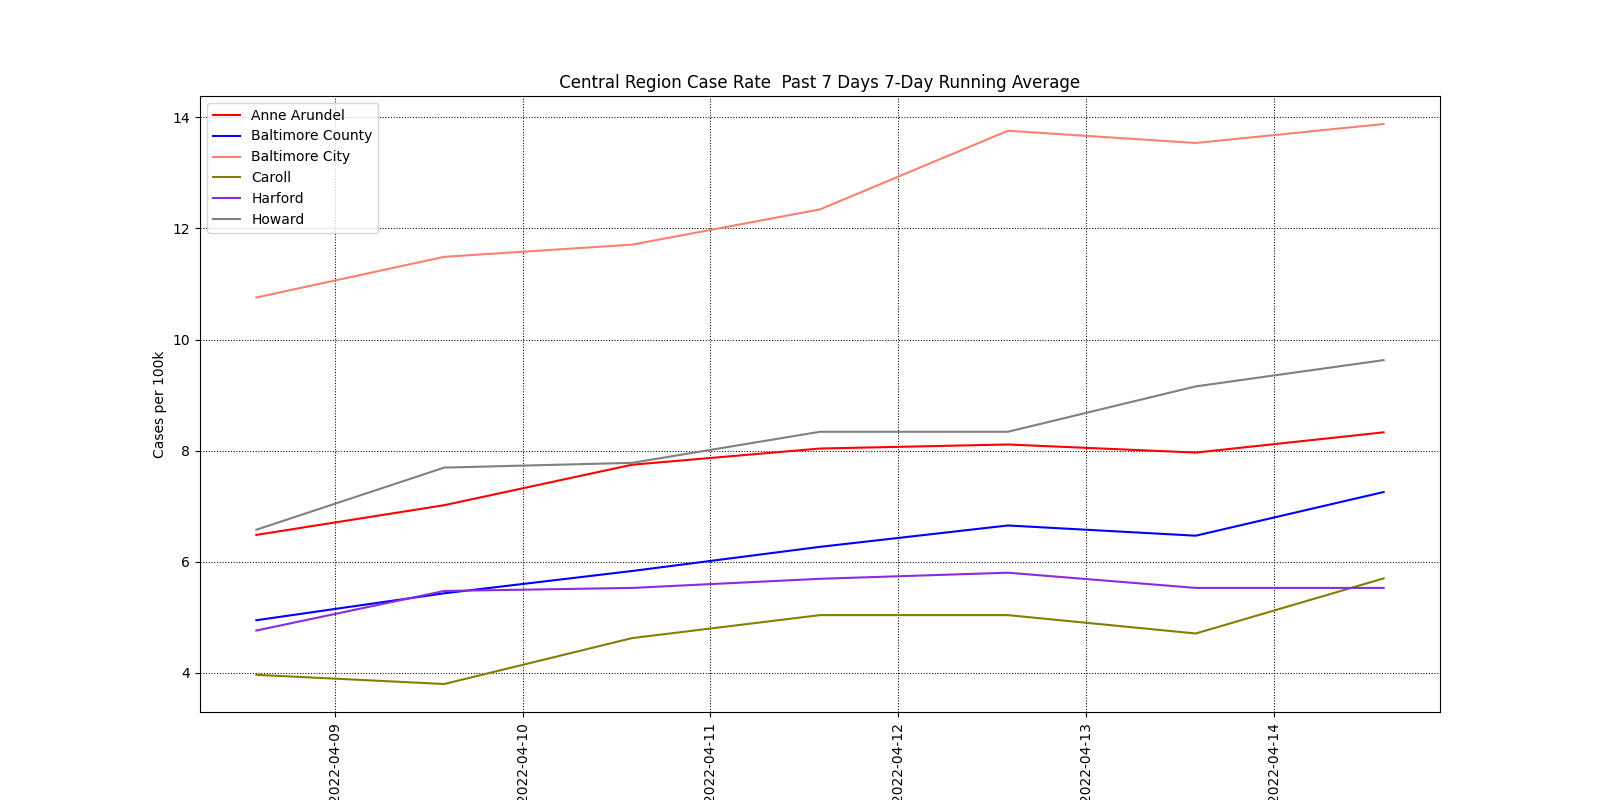 Central Region Case Rate  Past 7 Days 7-Day Running Average
Anne Arundel
Baltimore County
Baltimore City
Caroll
Harford
Howard
Cases per 100k
14
12
10
8
6
4
2022-04-09
2022-04-10
2022-04-11
2022-04-12
2022-04-13
2022-04-14